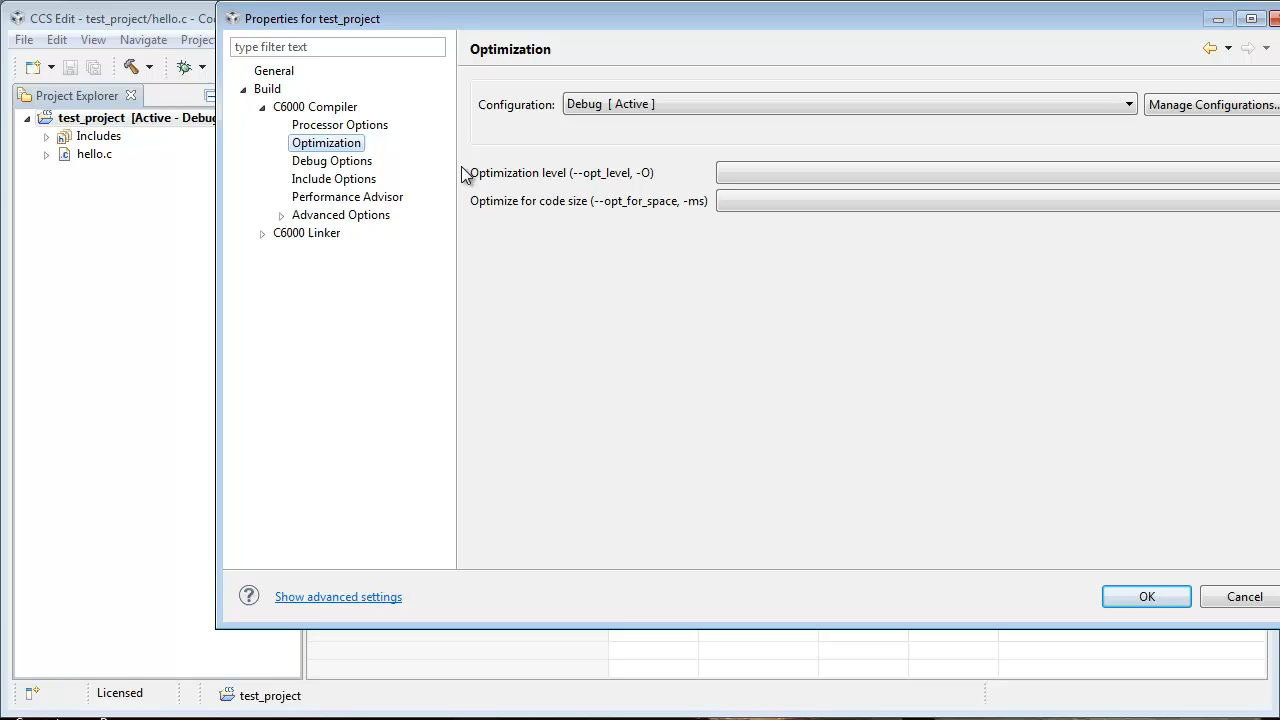 CCS Edit - test_project/hello.c - Co
Properties for test_project
File Edit View Navigate Projec
type filter text
Optimization
General
Build
C6000 Compiler
Processor Options
Optimization
Debug Options
Include Options
Performance Advisor
Advanced Options
C6000 Linker
Project Explorer
test_project [Active - Debug
Includes
hello.c
Configuration: Debug [ Active ] Manage Configurations...
Optimization level (--opt_level, -O)
Optimize for code size (--opt_for_space, -ms)
Show advanced settings
OK Cancel
Licensed
test_project